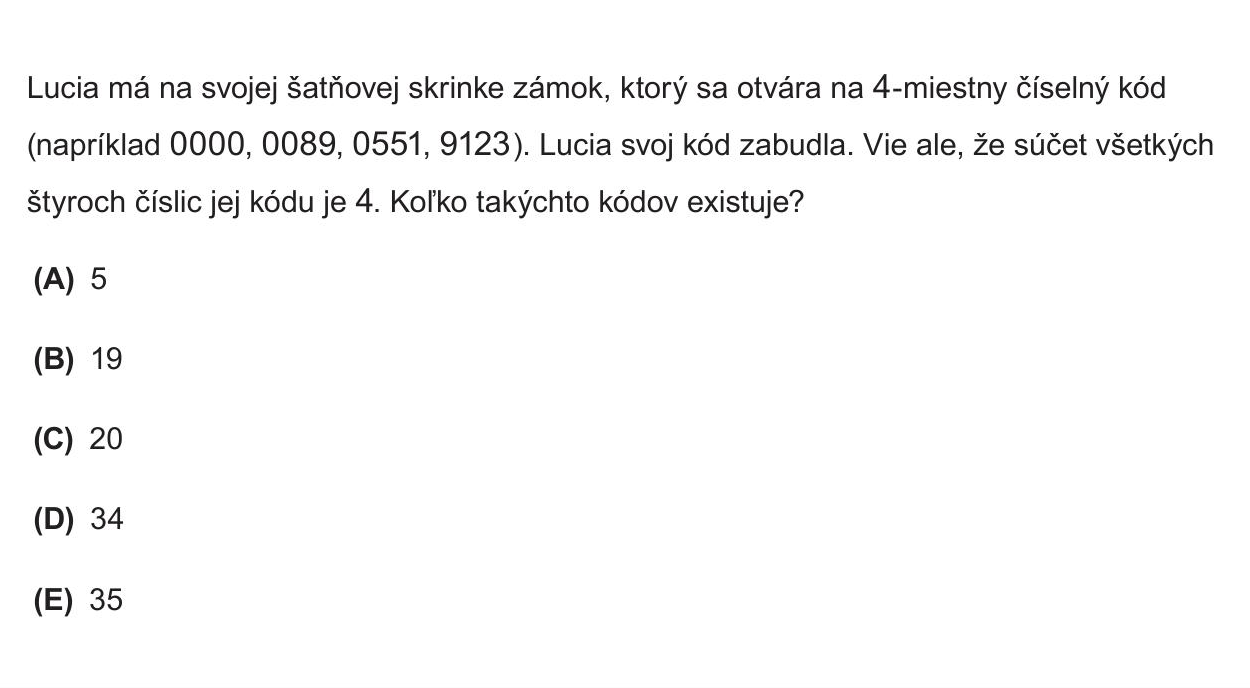 Lucia má na svojej šatňovej skrinke zámok, ktorý sa otvára na 4-miestny číselný kód
(napríklad 0000, 0089, 0551, 9123). Lucia svoj kód zabudla. Vie ale, že súčet všetkých
štyroch číslic jej kódu je 4. Koľko takýchto kódov existuje?
(A) 5
(B) 19
(C) 20
(D) 34
(E) 35